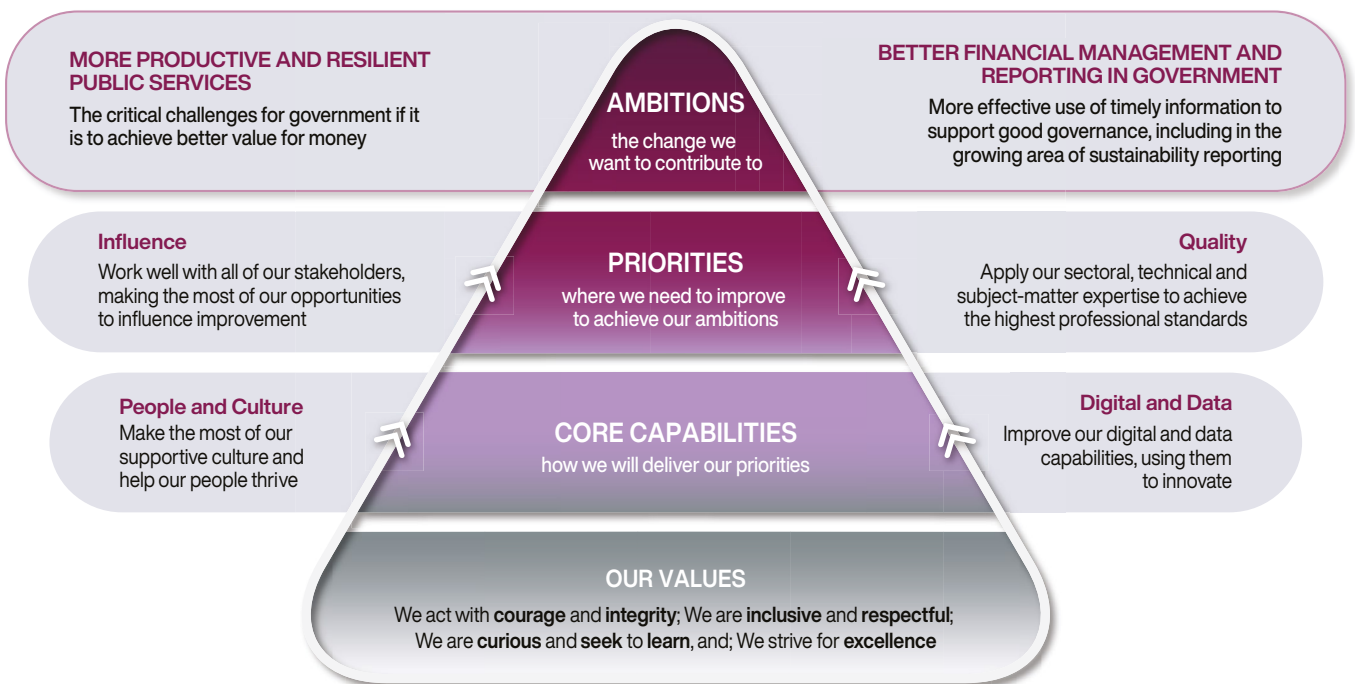 MORE PRODUCTIVE AND RESILIENT
PUBLIC SERVICES
The critical challenges for government if it
is to achieve better value for money
AMBITIONS
the change we
want to contribute to
BETTER FINANCIAL MANAGEMENT AND
REPORTING IN GOVERNMENT
More effective use of timely information to
support good governance, including in the
growing area of sustainability reporting
Influence
Work well with all of our stakeholders,
making the most of our opportunities
to influence improvement
PRIORITIES
where we need to improve
to achieve our ambitions
Quality
Apply our sectoral, technical and
subject-matter expertise to achieve
the highest professional standards
People and Culture
Make the most of our
supportive culture and
help our people thrive
CORE CAPABILITIES
how we will deliver our priorities
Digital and Data
Improve our digital and data
capabilities, using them
to innovate
OUR VALUES
We act with courage and integrity; We are inclusive and respectful;
We are curious and seek to learn, and; We strive for excellence